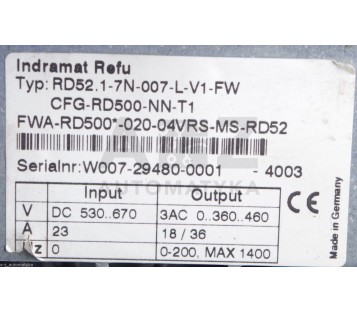 Indramat Refu
Typ: RD52.1-7N-007-L-V1-FW
CFG-RD500-NN-T1
FWA-RD500*-020-04VRS-MS-RD52
Serialnr: W007-29480-0001 - 4003
Input Output
V DC 530..670 3AC 0..360..460
A 23 18 / 36
Hz 0 0-200, MAX 1400
CE
Made in Germany
AUTOMATYKA